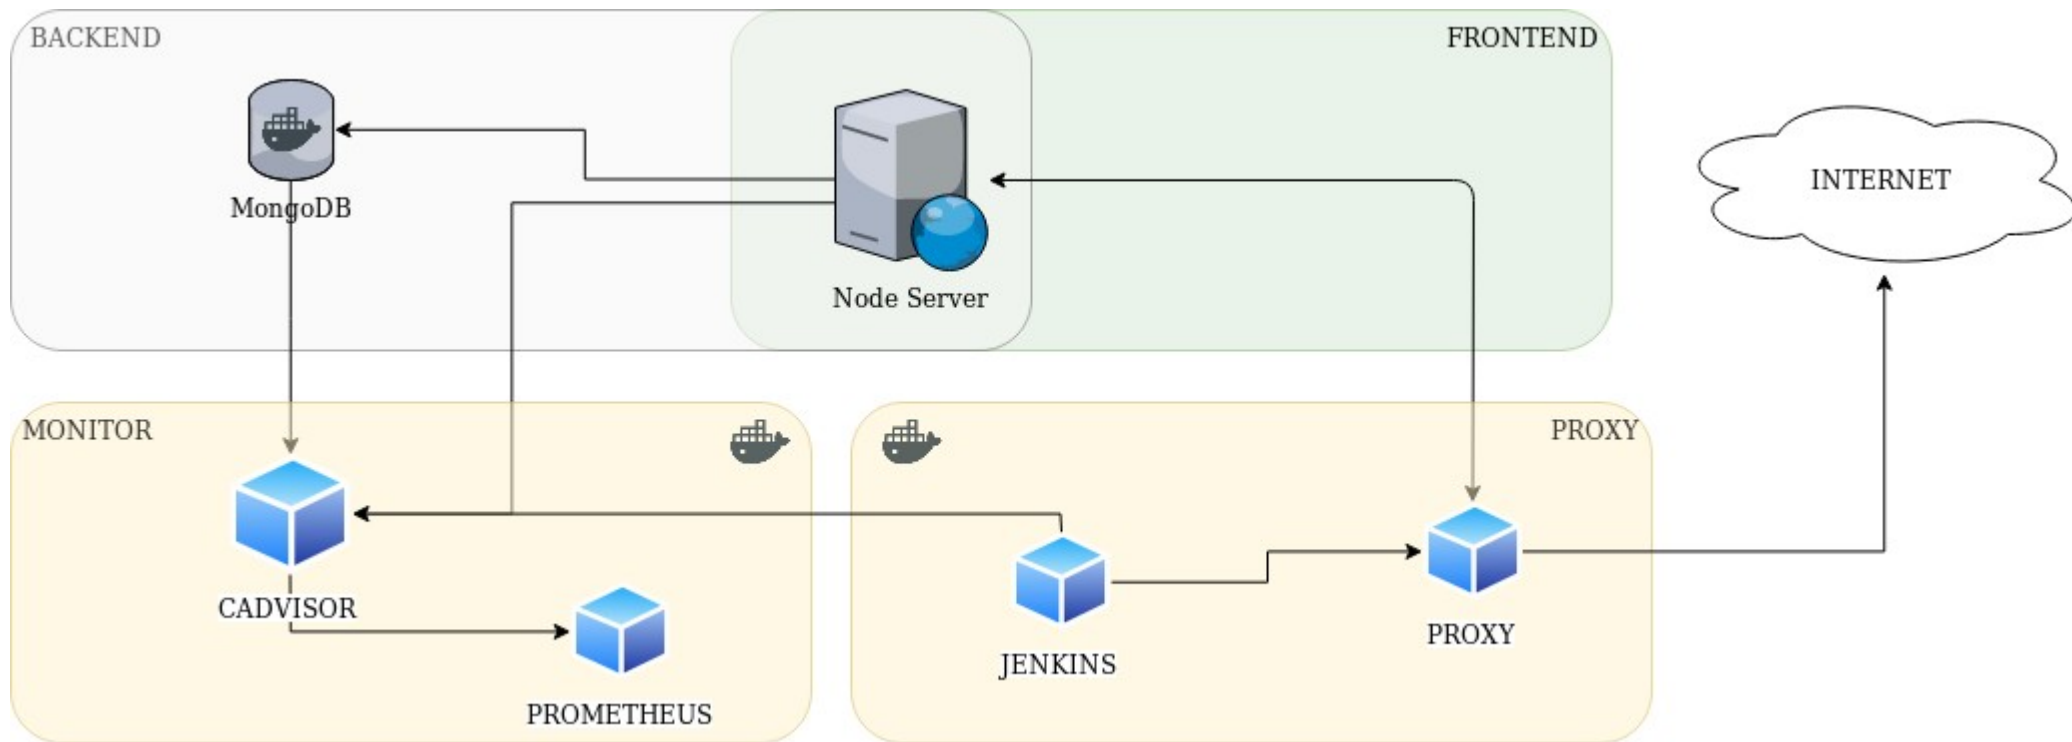 BACKEND
FRONTEND
INTERNET
MongoDB
Node Server
MONITOR
PROXY
CADVISOR
PROMETHEUS
JENKINS
PROXY